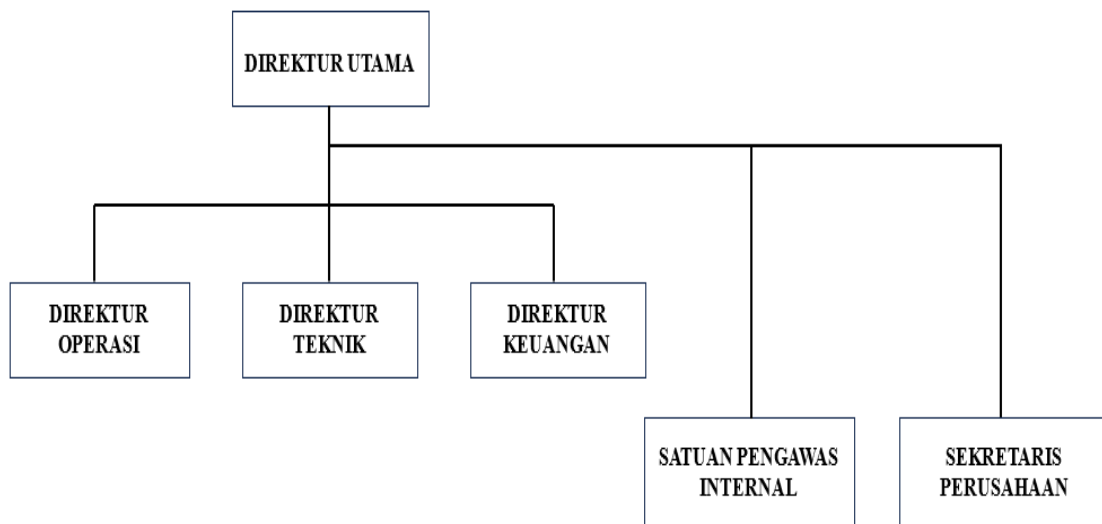 DIREKTUR UTAMA
DIREKTUR
OPERASI
DIREKTUR
TEKNIK
DIREKTUR
KEUANGAN
SATUAN PENGAWAS
INTERNAL
SEKRETARIS
PERUSAHAAN